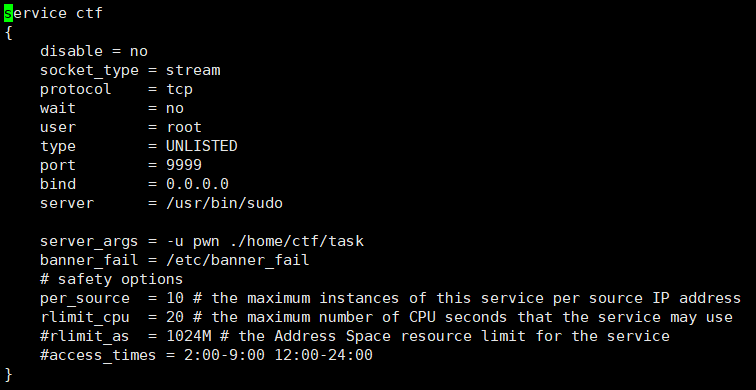 service ctf
{
    disable = no
    socket_type = stream
    protocol    = tcp
    wait        = no
    user        = root
    type        = UNLISTED
    port        = 9999
    bind        = 0.0.0.0
    server      = /usr/bin/sudo

    server_args = -u pwn ./home/ctf/task
    banner_fail = /etc/banner_fail
    # safety options
    per_source  = 10 # the maximum instances of this service per source IP address
    rlimit_cpu  = 20 # the maximum number of CPU seconds that the service may use
    #rlimit_as  = 1024M # the Address Space resource limit for the service
    #access_times = 2:00-9:00 12:00-24:00
}